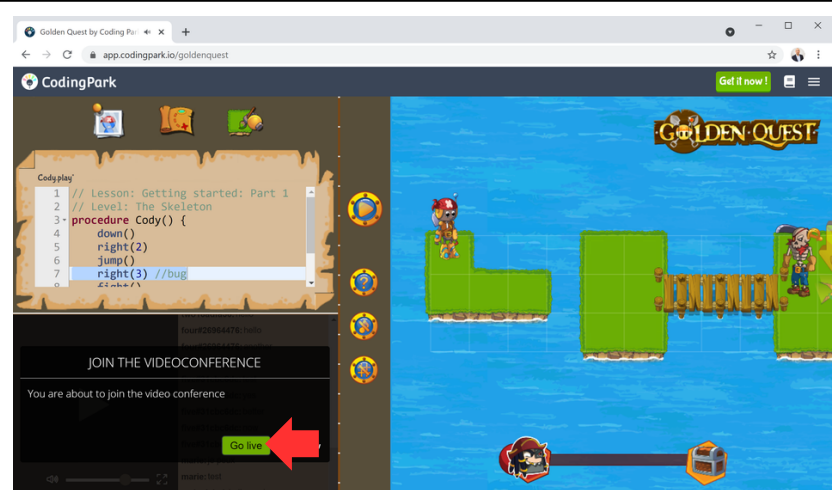 Golden Quest by Coding Par
app.codingpark.io/goldenquest
CodingPark
Get it now !
GOLDEN QUEST
Cody.play*
1 // Lesson: Getting started: Part 1
2 // Level: The Skeleton
3 procedure Cody() {
4 down()
5 right(2)
6 jump()
7 right(3) //bug
fight()
four#26964478: hello
JOIN THE VIDEOCONFERENCE
You are about to join the video conference
Go live
marie: test